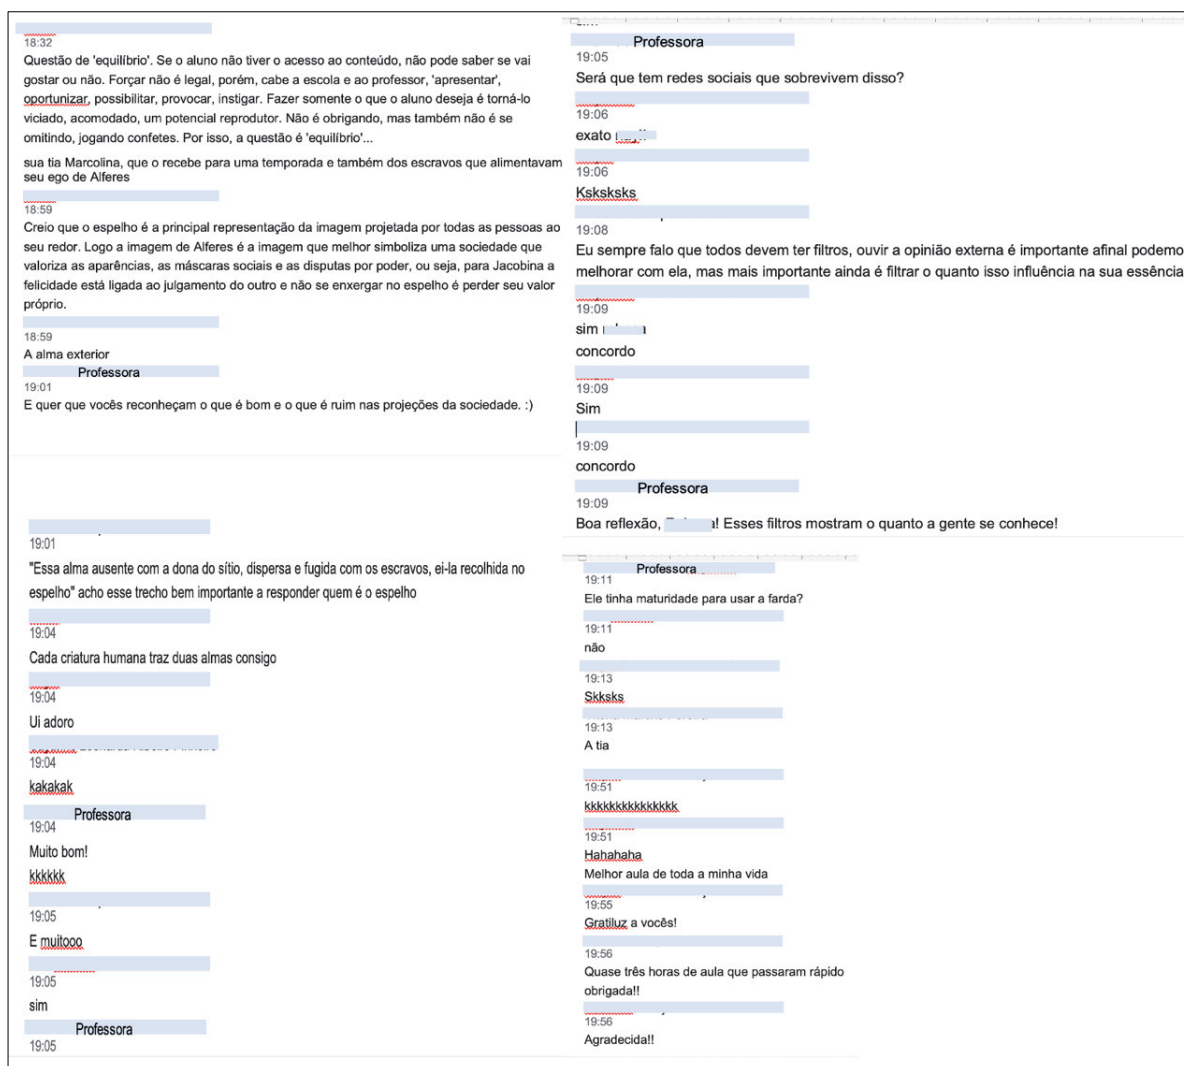 18:32
Questão de 'equilíbrio'. Se o aluno não tiver o acesso ao conteúdo, não pode saber se vai
gostar ou não. Forçar não é legal, porém, cabe a escola e ao professor, 'apresentar',
oportunizar, possibilitar, provocar, instigar. Fazer somente o que o aluno deseja é torná-lo
viciado, acomodado, um potencial reprodutor. Não é obrigando, mas também não é se
omitindo, jogando confetes. Por isso, a questão é 'equilíbrio'...
sua tia Marcolina, que o recebe para uma temporada e também dos escravos que alimentavam
seu ego de Alferes
18:59
Creio que o espelho é a principal representação da imagem projetada por todas as pessoas ao
seu redor. Logo a imagem de Alferes é a imagem que melhor simboliza uma sociedade que
valoriza as aparências, as máscaras sociais e as disputas por poder, ou seja, para Jacobina a
felicidade está ligada ao julgamento do outro e não se enxergar no espelho é perder seu valor
próprio.
18:59
A alma exterior
Professora
19:01
E quer que vocês reconheçam o que é bom e o que é ruim nas projeções da sociedade. :)
19:01
"Essa alma ausente com a dona do sítio, dispersa e fugida com os escravos, ei-la recolhida no
espelho" acho esse trecho bem importante a responder quem é o espelho
19:04
Cada criatura humana traz duas almas consigo
19:04
Ui adoro
19:04
kakakak
Professora
19:04
Muito bom!
kkkkkk
19:05
E muitooo
19:05
sim
Professora
19:05
Professora
19:05
Será que tem redes sociais que sobrevivem disso?
19:06
exato
19:06
Ksksksks
19:08
Eu sempre falo que todos devem ter filtros, ouvir a opinião externa é importante afinal podemo
melhorar com ela, mas mais importante ainda é filtrar o quanto isso influência na sua essência
19:09
sim
concordo
19:09
Sim
19:09
concordo
Professora
19:09
Boa reflexão, a! Esses filtros mostram o quanto a gente se conhece!
Professora
19:11
Ele tinha maturidade para usar a farda?
19:11
não
19:13
Skksks
19:13
A tia
19:51
kkkkkkkkkkkkkkk
19:51
Hahahaha
Melhor aula de toda a minha vida
19:55
Gratiluz a vocês!
19:56
Quase três horas de aula que passaram rápido
obrigada!!
19:56
Agradecida!!